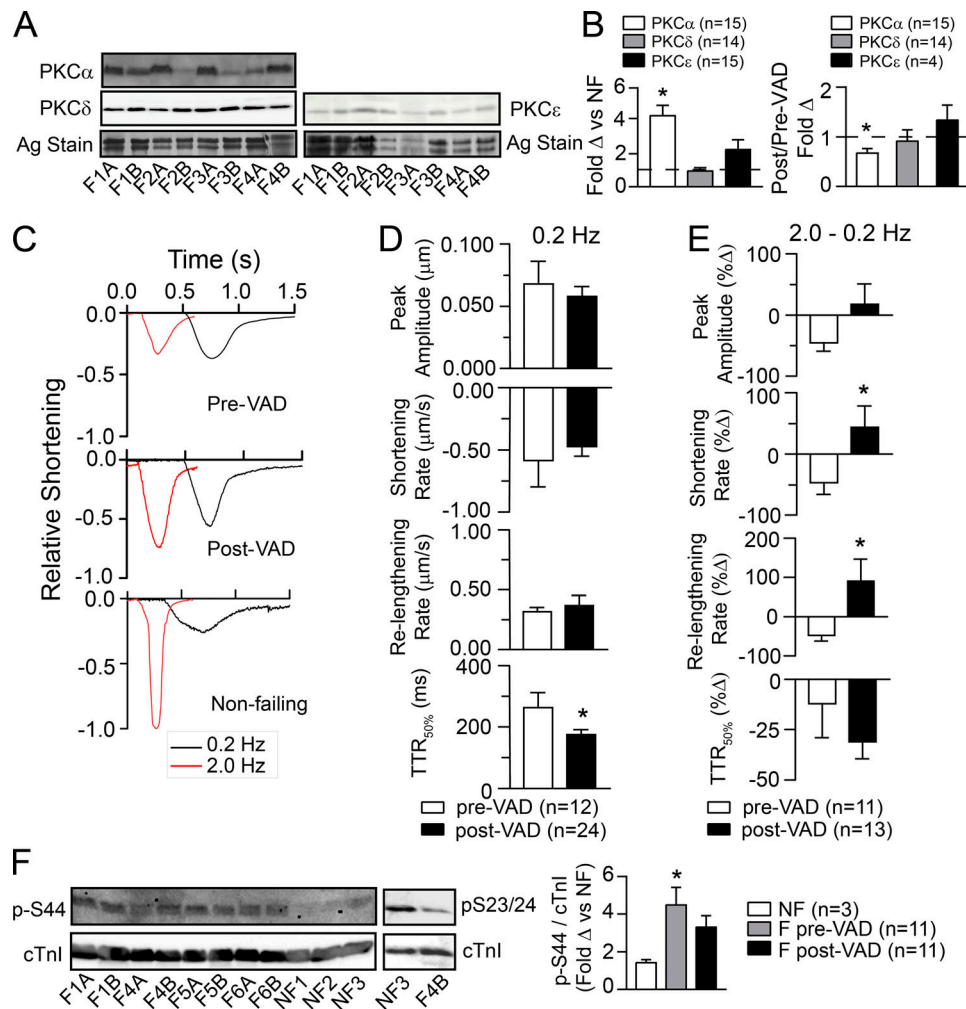 A
PKCα
PKCδ
PKCε
Ag Stain
Ag Stain
F1A F1B F2A F2B F3A F3B F4A F4B
F1A F1B F2A F2B F3A F3B F4A F4B
B
PKCα (n=15)
PKCδ (n=14)
PKCε (n=15)
Fold Δ vs NF
6
4
2
0
*
PKCα (n=15)
PKCδ (n=14)
PKCε (n=4)
Post/Pre-VAD
Fold Δ
2
1
0
*
C
Time (s)
0.0 0.5 1.0 1.5
Relative Shortening
0.0
-0.5
-1.0
Pre-VAD
0.0
-0.5
-1.0
Post-VAD
0.0
-0.5
-1.0
Non-failing
0.2 Hz
2.0 Hz
D
0.2 Hz
Peak
Amplitude (μm)
0.100
0.050
0.000
Shortening
Rate (μm/s)
0.00
-0.50
-1.00
Re-lengthening
Rate (μm/s)
1.00
0.50
0.00
TTR50% (ms)
400
200
0
*
pre-VAD (n=12)
post-VAD (n=24)
E
2.0 - 0.2 Hz
Peak
Amplitude (%Δ)
100
0
-100
Shortening
Rate (%Δ)
100
0
-100
*
Re-lengthening
Rate (%Δ)
200
100
0
-100
*
TTR50% (%Δ)
0
-25
-50
pre-VAD (n=11)
post-VAD (n=13)
F
p-S44
cTnI
F1A F1B F4A F4B F5A F5B F6A F6B NF1 NF2 NF3
pS23/24
cTnI
NF3 F4B
p-S44 / cTnI
(Fold Δ vs NF)
6
4
2
0
*
NF (n=3)
F pre-VAD (n=11)
F post-VAD (n=11)